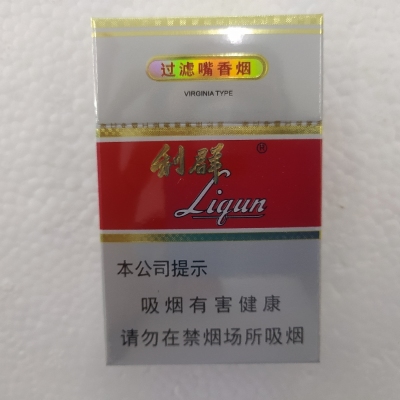 过滤嘴香烟
VIRGINIA TYPE
利群®
Liqun
本公司提示
吸烟有害健康
请勿在禁烟场所吸烟